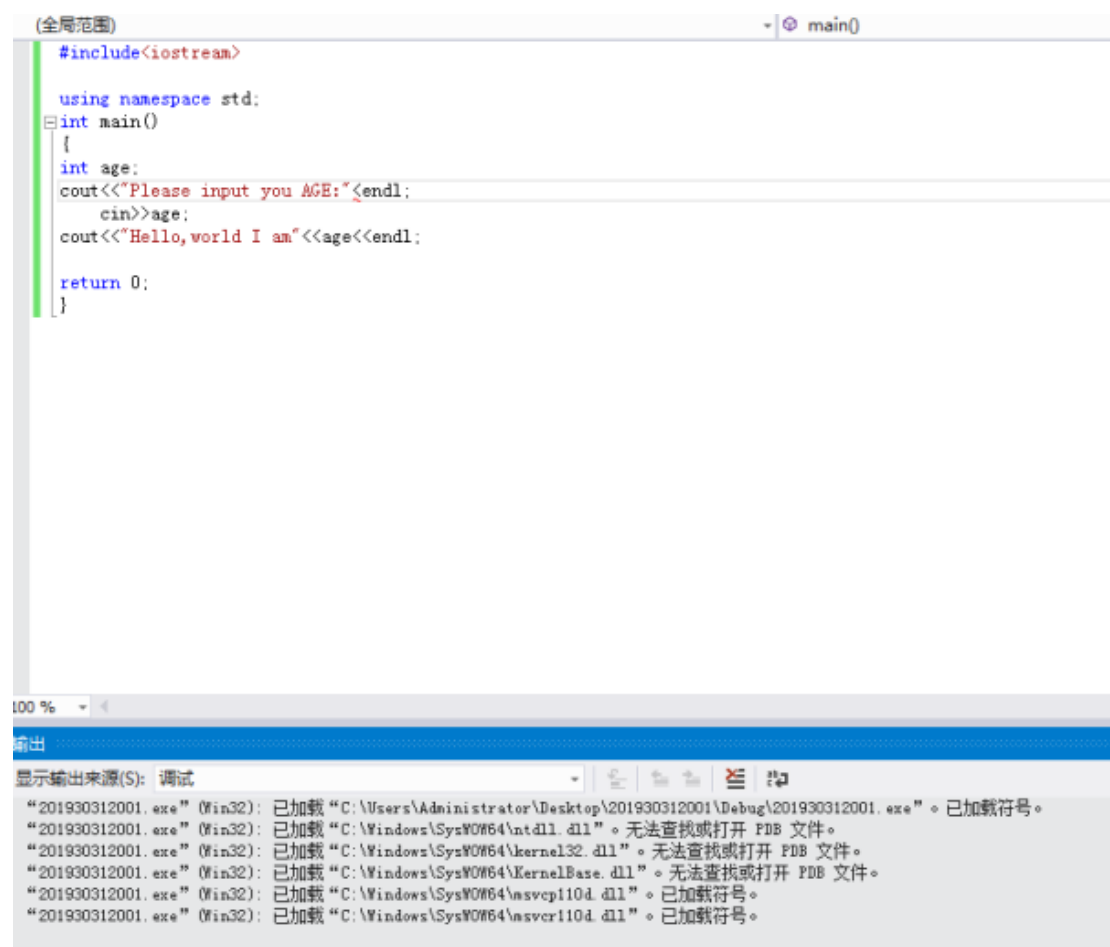 (全局范围) main()
#include<iostream>
using namespace std;
int main()
{
int age;
cout<<"Please input you AGE:"<endl;
cin>>age;
cout<<"Hello,world I am"<<age<<endl;
return 0;
}
100 %
输出
显示输出来源(S): 调试
“201930312001.exe” (Win32): 已加载“C:\Users\Administrator\Desktop\201930312001\Debug\201930312001.exe”。已加载符号。
“201930312001.exe” (Win32): 已加载“C:\Windows\SysWOW64\ntdll.dll”。无法查找或打开 PDB 文件。
“201930312001.exe” (Win32): 已加载“C:\Windows\SysWOW64\kernel32.dll”。无法查找或打开 PDB 文件。
“201930312001.exe” (Win32): 已加载“C:\Windows\SysWOW64\KernelBase.dll”。无法查找或打开 PDB 文件。
“201930312001.exe” (Win32): 已加载“C:\Windows\SysWOW64\msvcp110d.dll”。已加载符号。
“201930312001.exe” (Win32): 已加载“C:\Windows\SysWOW64\msvcr110d.dll”。已加载符号。